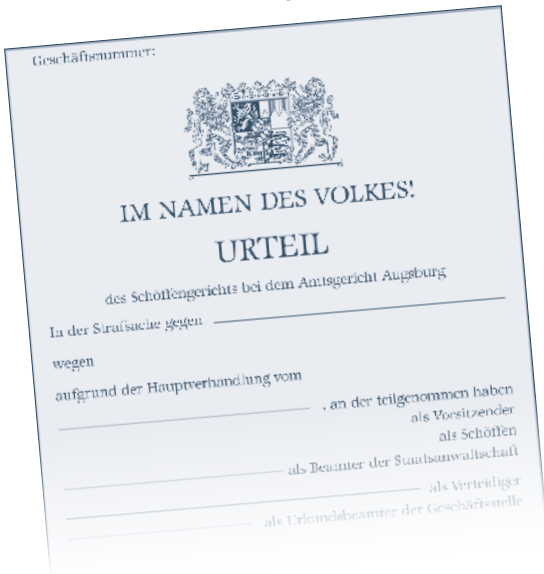 Geschäftsnummer:
IM NAMEN DES VOLKES!
URTEIL
des Schöffengerichts bei dem Amtsgericht Augsburg
In der Strafsache gegen
wegen
aufgrund der Hauptverhandlung vom
, an der teilgenommen haben
als Vorsitzender
als Schöffen
als Beamter der Staatsanwaltschaft
als Verteidiger
als Urkundsbeamter der Geschäftsstelle